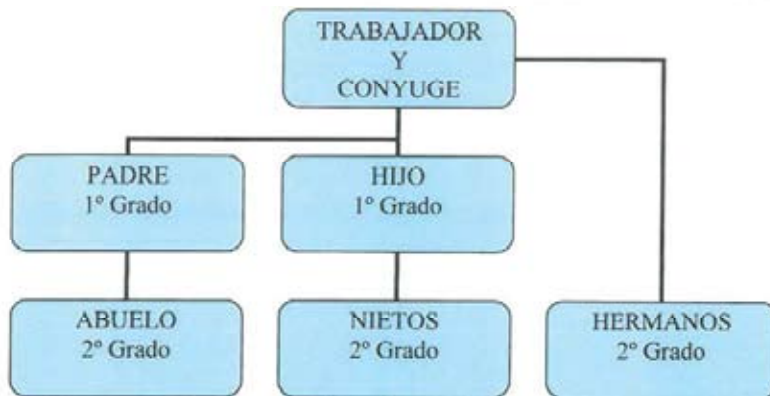 TRABAJADOR
Y
CONYUGE
PADRE
1º Grado
HIJO
1º Grado
ABUELO
2º Grado
NIETOS
2º Grado
HERMANOS
2º Grado